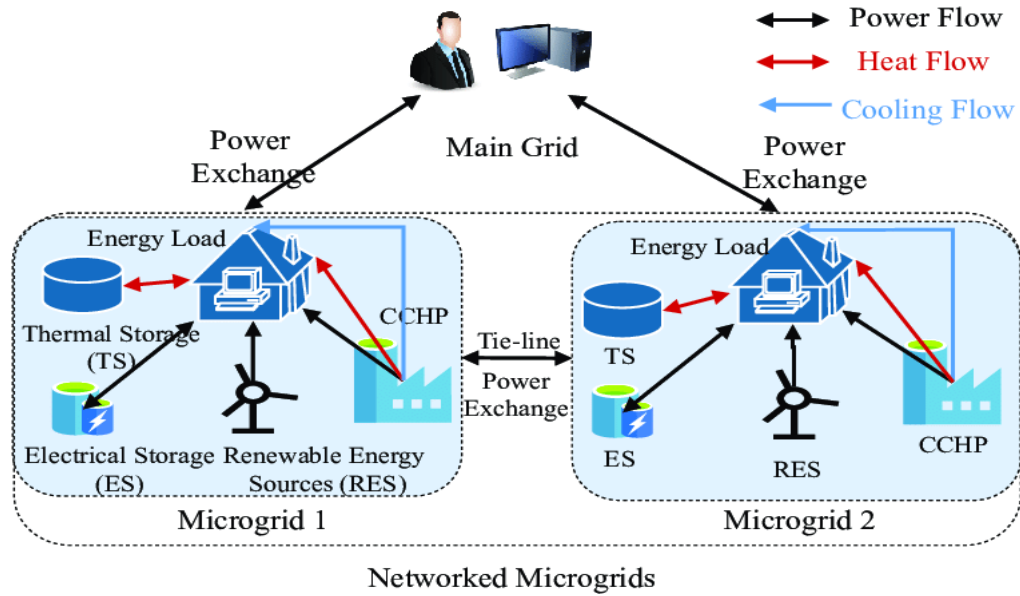 Power Flow
Heat Flow
Cooling Flow
Power
Exchange
Main Grid
Power
Exchange
Energy Load
CCHP
Thermal Storage
(TS)
Electrical Storage
(ES)
Renewable Energy
Sources (RES)
Microgrid 1
Tie-line
Power
Exchange
Energy Load
TS
ES
RES
CCHP
Microgrid 2
Networked Microgrids